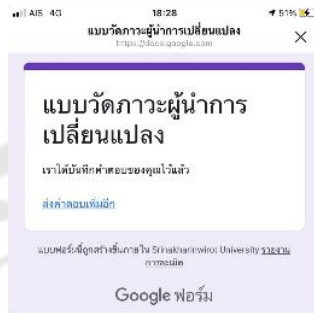 AIS 4G 18:28 51%
แบบวัดภาวะผู้นำการเปลี่ยนแปลง
https://docs.google.com
แบบวัดภาวะผู้นำการ
เปลี่ยนแปลง
เราได้บันทึกคำตอบของคุณไว้แล้ว
ส่งคำตอบเพิ่มอีก
แบบฟอร์มนี้ถูกสร้างขึ้นภายใน Srinakharinwirot University รายงาน
การละเมิด
Google ฟอร์ม